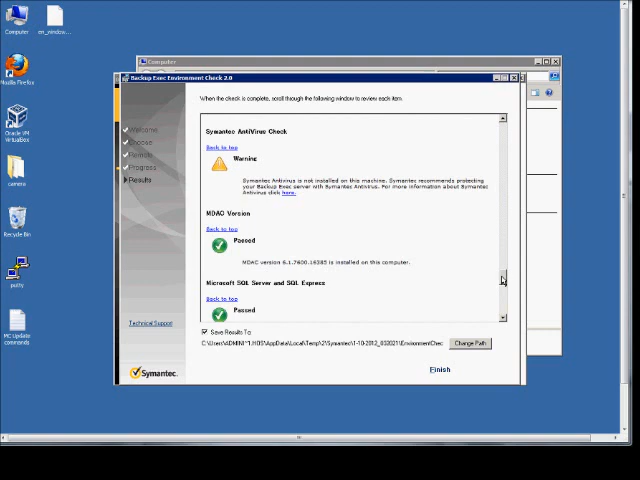 Computer
en_window...
Mozilla Firefox
Oracle VM
VirtualBox
camera
Recycle Bin
putty
MC Update
commands
Computer
Backup Exec Environment Check 2.0
When the check is complete, scroll through the following window to review each item.
Welcome
Choose
Remote
Progress
Results
Technical Support
Symantec.
Symantec AntiVirus Check
Back to top
Warning
Symantec Antivirus is not installed on this machine. Symantec recommends protecting
your Backup Exec server with Symantec Antivirus. For more information about Symantec
Antivirus click here.
MDAC Version
Back to top
Passed
MDAC version 6.1.7600.16385 is installed on this computer.
Microsoft SQL Server and SQL Express
Back to top
Passed
Save Results To:
Change Path
Finish